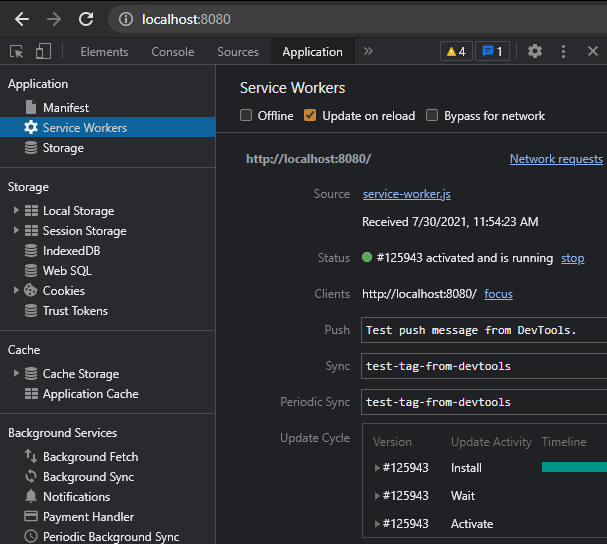 localhost:8080
Elements Console Sources Application » 4 1
Application
Manifest
Service Workers
Storage
Storage
Local Storage
Session Storage
IndexedDB
Web SQL
Cookies
Trust Tokens
Cache
Cache Storage
Application Cache
Background Services
Background Fetch
Background Sync
Notifications
Payment Handler
Periodic Background Sync
Service Workers
Offline Update on reload Bypass for network
http://localhost:8080/ Network requests
Source service-worker.js
Received 7/30/2021, 11:54:23 AM
Status #125943 activated and is running stop
Clients http://localhost:8080/ focus
Push Test push message from DevTools.
Sync test-tag-from-devtools
Periodic Sync test-tag-from-devtools
Update Cycle
Version Update Activity Timeline
#125943 Install
#125943 Wait
#125943 Activate